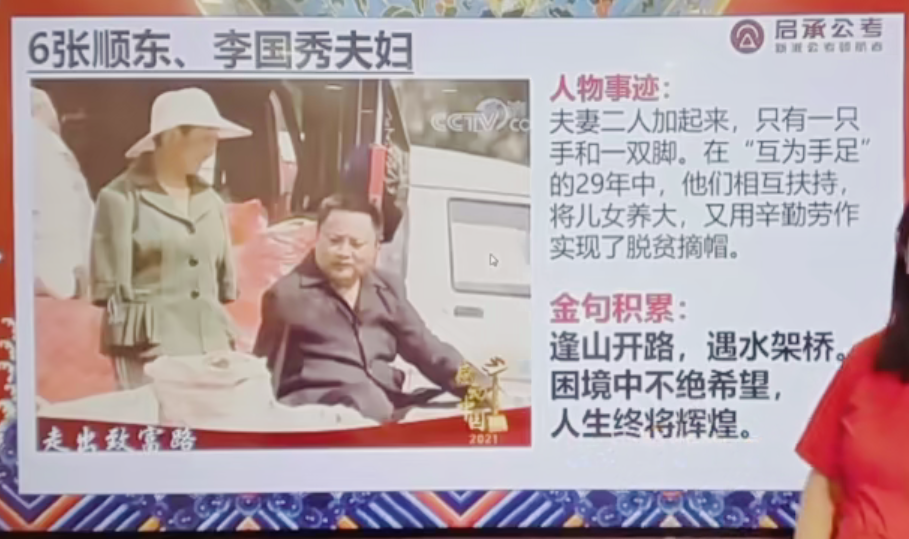 6张顺东、李国秀夫妇
启承公考
人物事迹：
夫妻二人加起来，只有一只
手和一双脚。在“互为手足”
的29年中，他们相互扶持，
将儿女养大，又用辛勤劳作
实现了脱贫摘帽。
金句积累：
逢山开路，遇水架桥。
困境中不绝希望，
人生终将辉煌。
CCTV
感动中国
2021
走出致富路